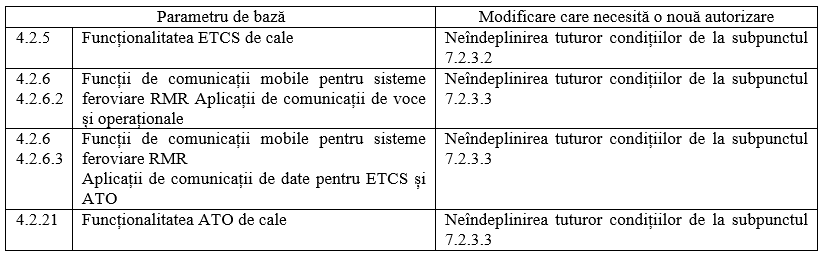 Parametru de bază Modificare care necesită o nouă autorizare
4.2.5 Funcționalitatea ETCS de cale Neîndeplinirea tuturor condițiilor de la subpunctul
7.2.3.2
4.2.6 Funcții de comunicații mobile pentru sisteme Neîndeplinirea tuturor condițiilor de la subpunctul
4.2.6.2 feroviare RMR Aplicații de comunicații de voce 7.2.3.3
și operaționale
4.2.6 Funcții de comunicații mobile pentru sisteme Neîndeplinirea tuturor condițiilor de la subpunctul
4.2.6.3 feroviare RMR 7.2.3.3
Aplicații de comunicații de date pentru ETCS și
ATO
4.2.21 Funcționalitatea ATO de cale Neîndeplinirea tuturor condițiilor de la subpunctul
7.2.3.3